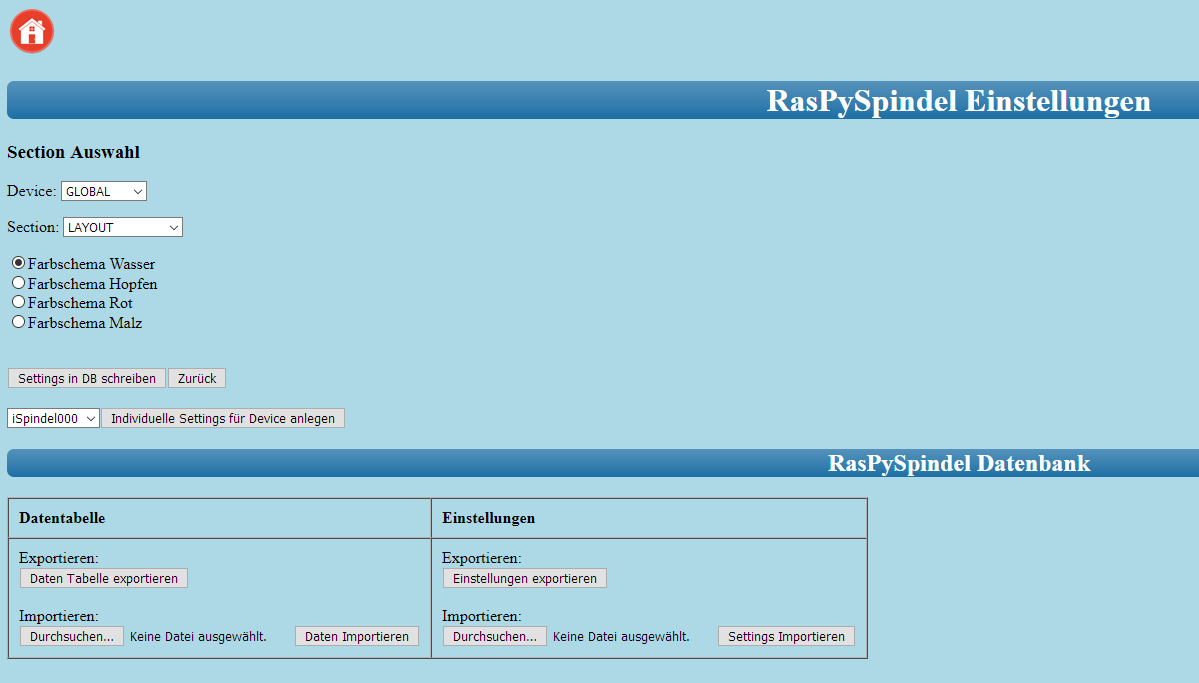 RasPySpindel Einstellungen
Section Auswahl
Device: GLOBAL
Section: LAYOUT
Farbschema Wasser
Farbschema Hopfen
Farbschema Rot
Farbschema Malz
Settings in DB schreiben Zurück
iSpindel000 Individuelle Settings für Device anlegen
RasPySpindel Datenbank
Datentabelle Einstellungen
Exportieren: Exportieren:
Daten Tabelle exportieren Einstellungen exportieren
Importieren: Importieren:
Durchsuchen... Keine Datei ausgewählt. Daten Importieren Durchsuchen... Keine Datei ausgewählt. Settings Importieren